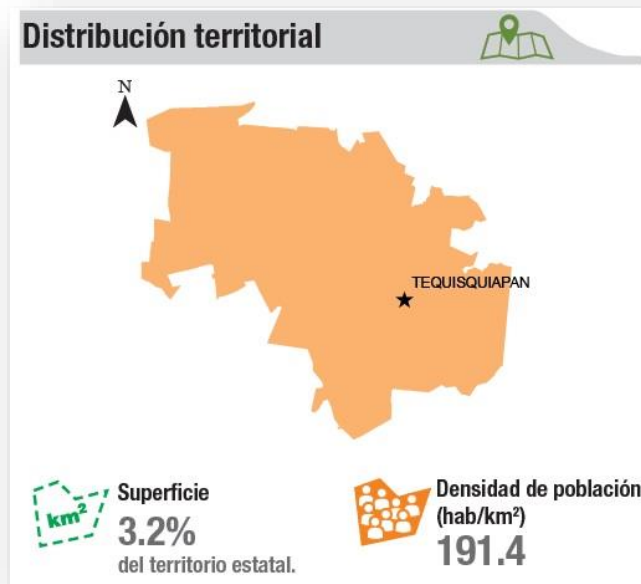 Distribución territorial
N
TEQUISQUIAPAN
km²
Superficie
3.2%
del territorio estatal.
Densidad de población
(hab/km²)
191.4